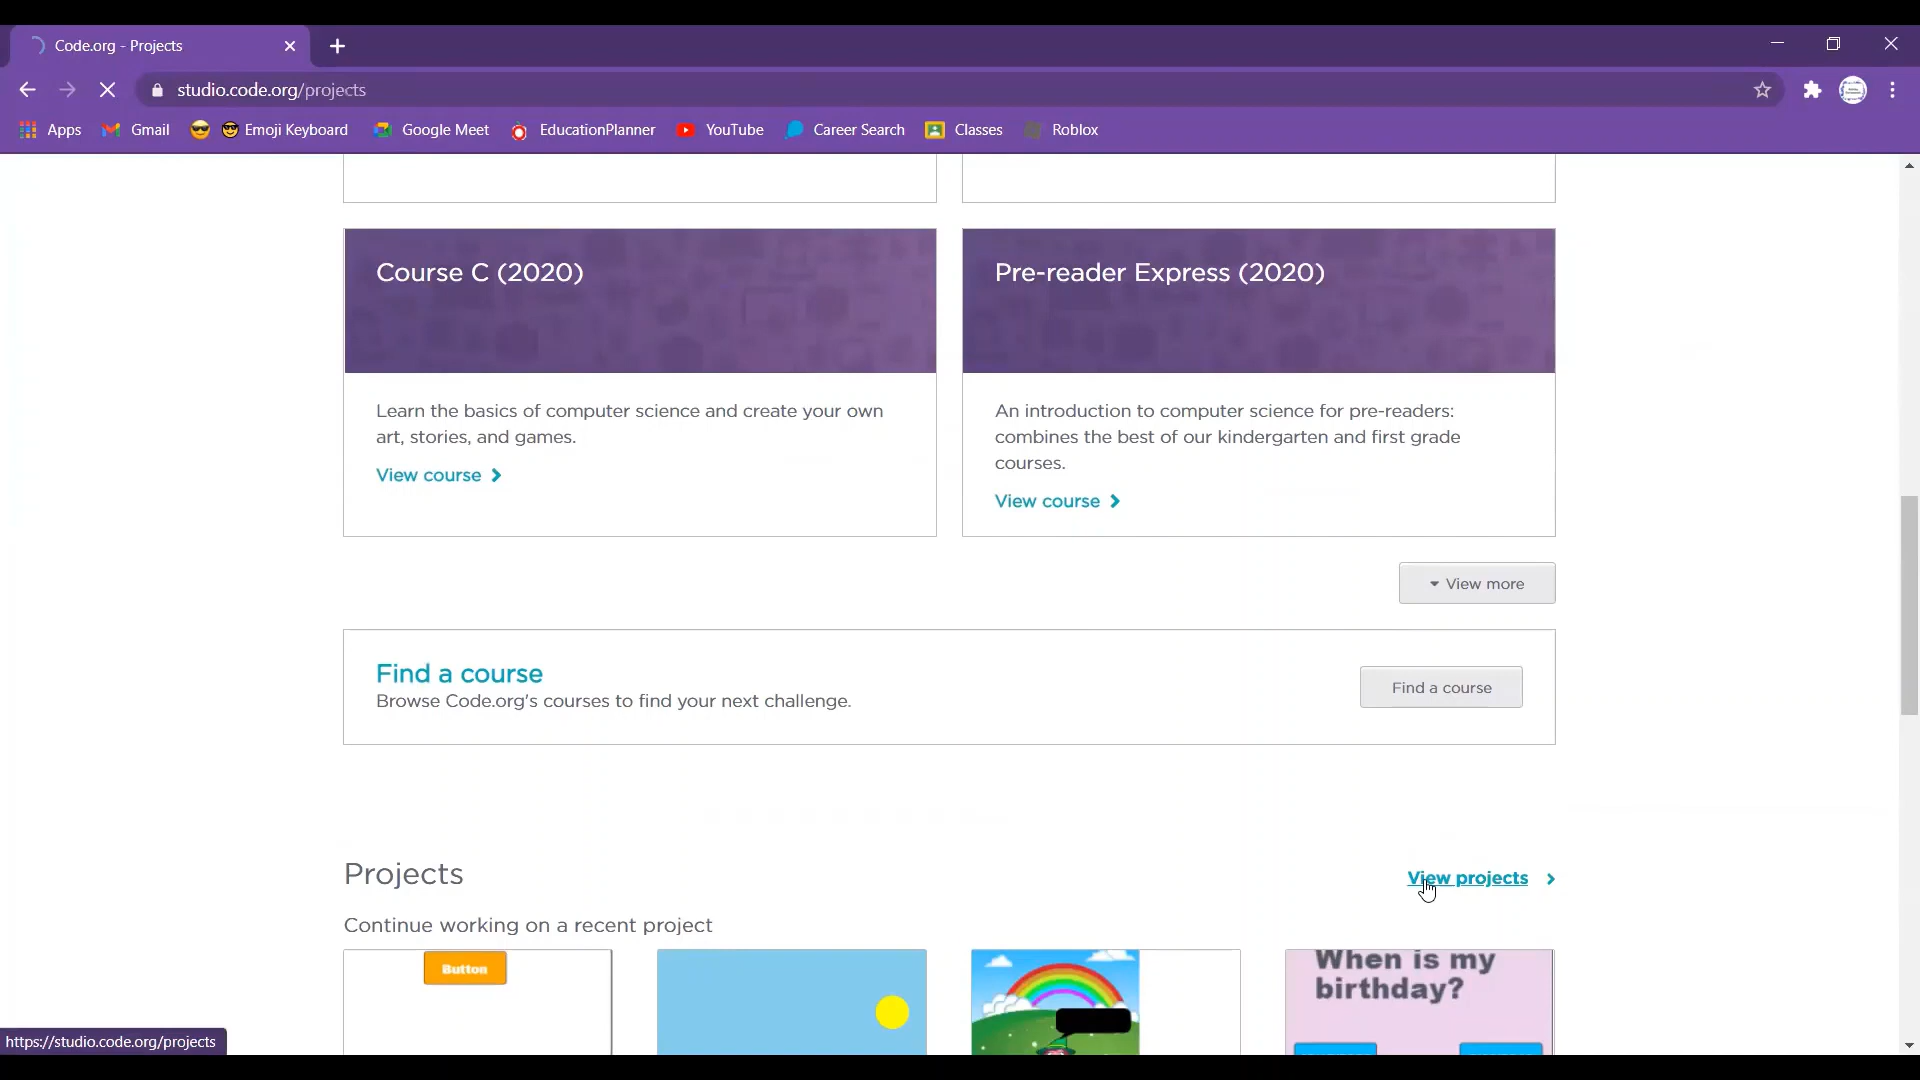 Code.org - Projects
studio.code.org/projects
Apps Gmail Emoji Keyboard Google Meet EducationPlanner YouTube Career Search Classes Roblox
Course C (2020)
Learn the basics of computer science and create your own
art, stories, and games.
View course
Pre-reader Express (2020)
An introduction to computer science for pre-readers:
combines the best of our kindergarten and first grade
courses.
View course
View more
Find a course
Browse Code.org's courses to find your next challenge.
Find a course
Projects
View projects
Continue working on a recent project
Button
When is my
birthday?
https://studio.code.org/projects